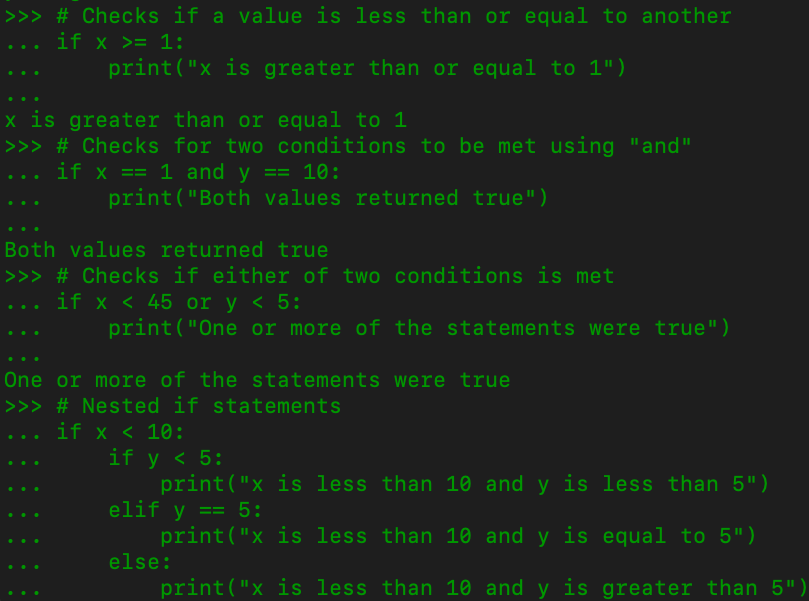 >>> # Checks if a value is less than or equal to another
... if x >= 1:
...     print("x is greater than or equal to 1")
...
x is greater than or equal to 1
>>> # Checks for two conditions to be met using "and"
... if x == 1 and y == 10:
...     print("Both values returned true")
...
Both values returned true
>>> # Checks if either of two conditions is met
... if x < 45 or y < 5:
...     print("One or more of the statements were true")
...
One or more of the statements were true
>>> # Nested if statements
... if x < 10:
...     if y < 5:
...         print("x is less than 10 and y is less than 5")
...     elif y == 5:
...         print("x is less than 10 and y is equal to 5")
...     else:
...         print("x is less than 10 and y is greater than 5")